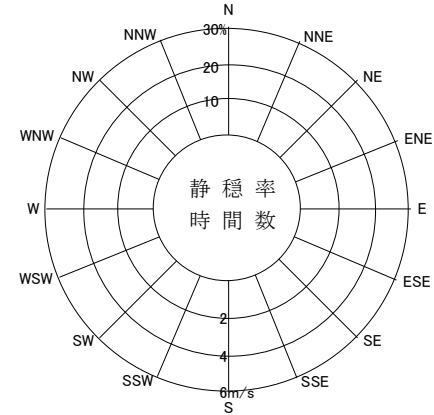 N
30%
NNW
NNE
NW
NE
20
10
WNW
ENE
静穏率
時間数
W
E
WSW
ESE
2
SW
SE
4
SSW
SSE
6m/s
S